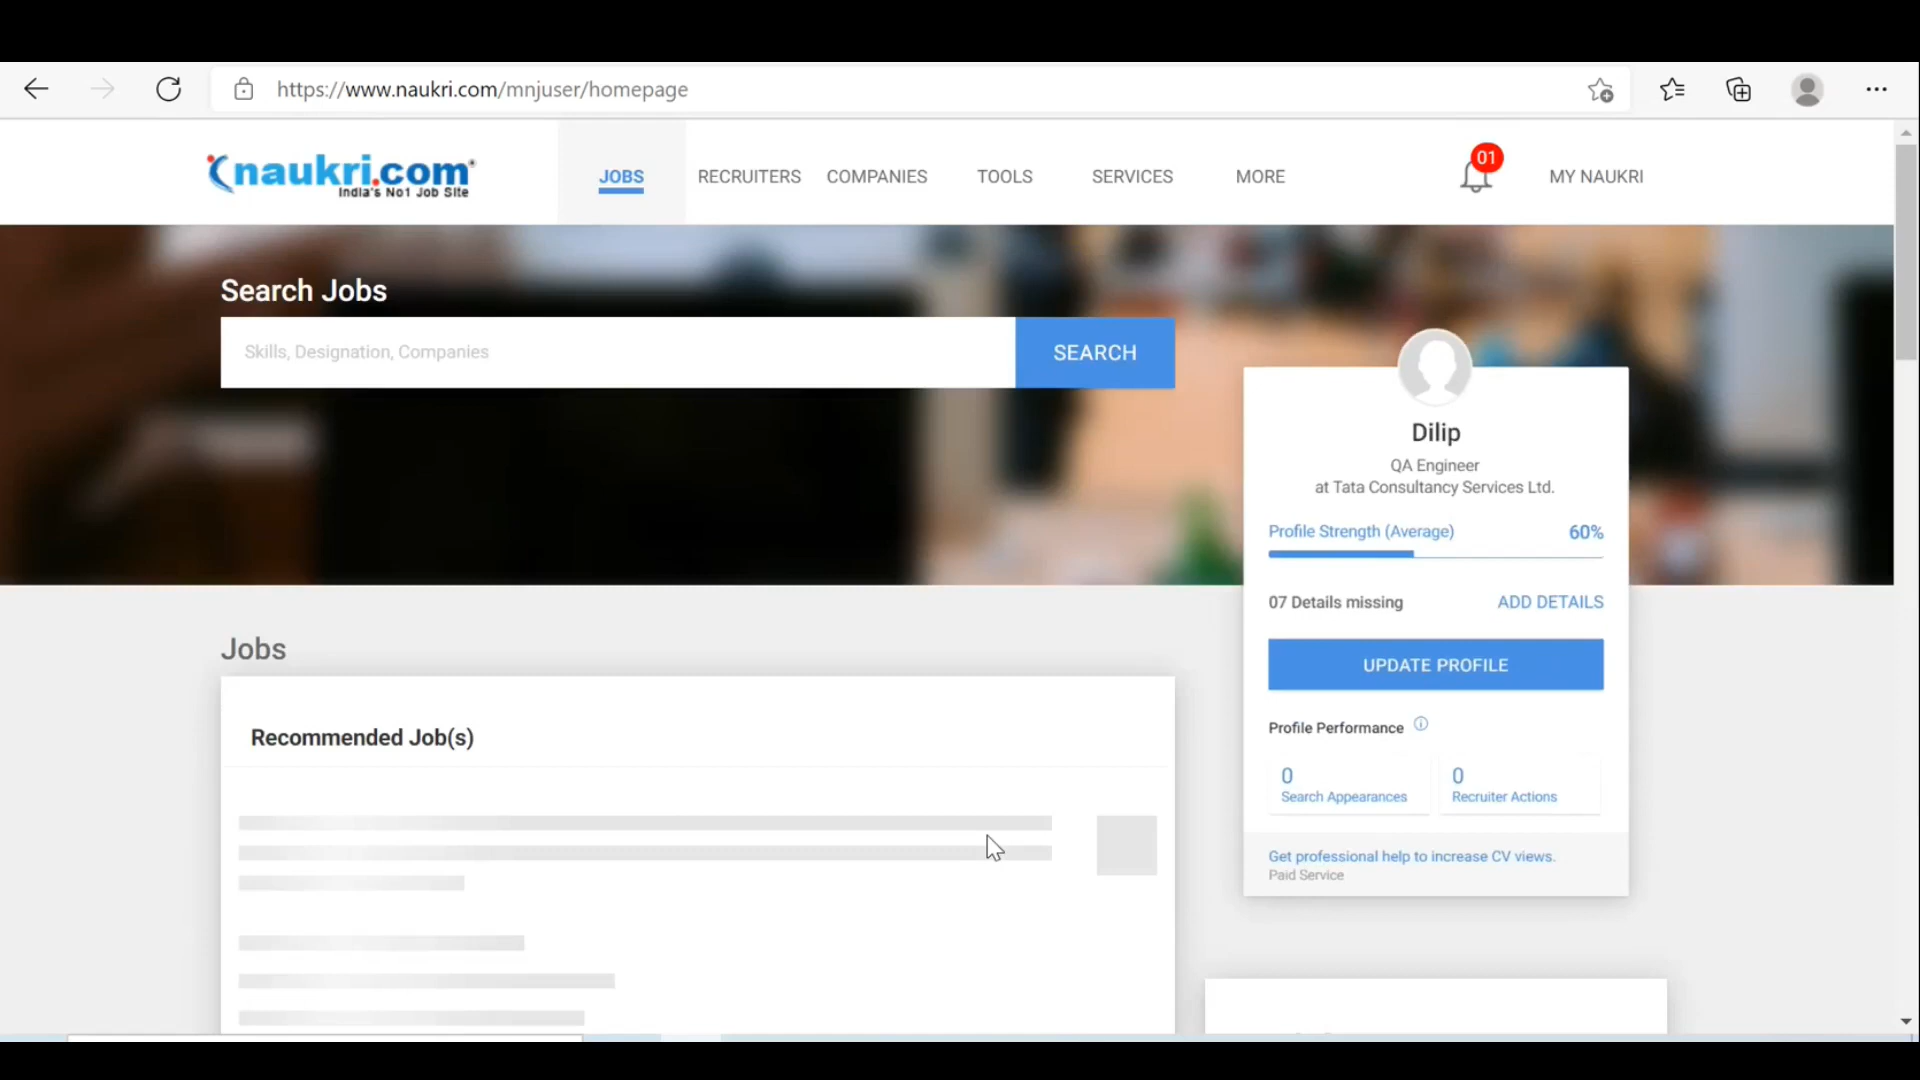 https://www.naukri.com/mnjuser/homepage
naukri.com
India's No1 Job Site
JOBS
RECRUITERS
COMPANIES
TOOLS
SERVICES
MORE
01
MY NAUKRI
Search Jobs
Skills, Designation, Companies
SEARCH
Dilip
QA Engineer
at Tata Consultancy Services Ltd.
Profile Strength (Average) 60%
07 Details missing ADD DETAILS
UPDATE PROFILE
Profile Performance
0
Search Appearances
0
Recruiter Actions
Get professional help to increase CV views.
Paid Service
Jobs
Recommended Job(s)